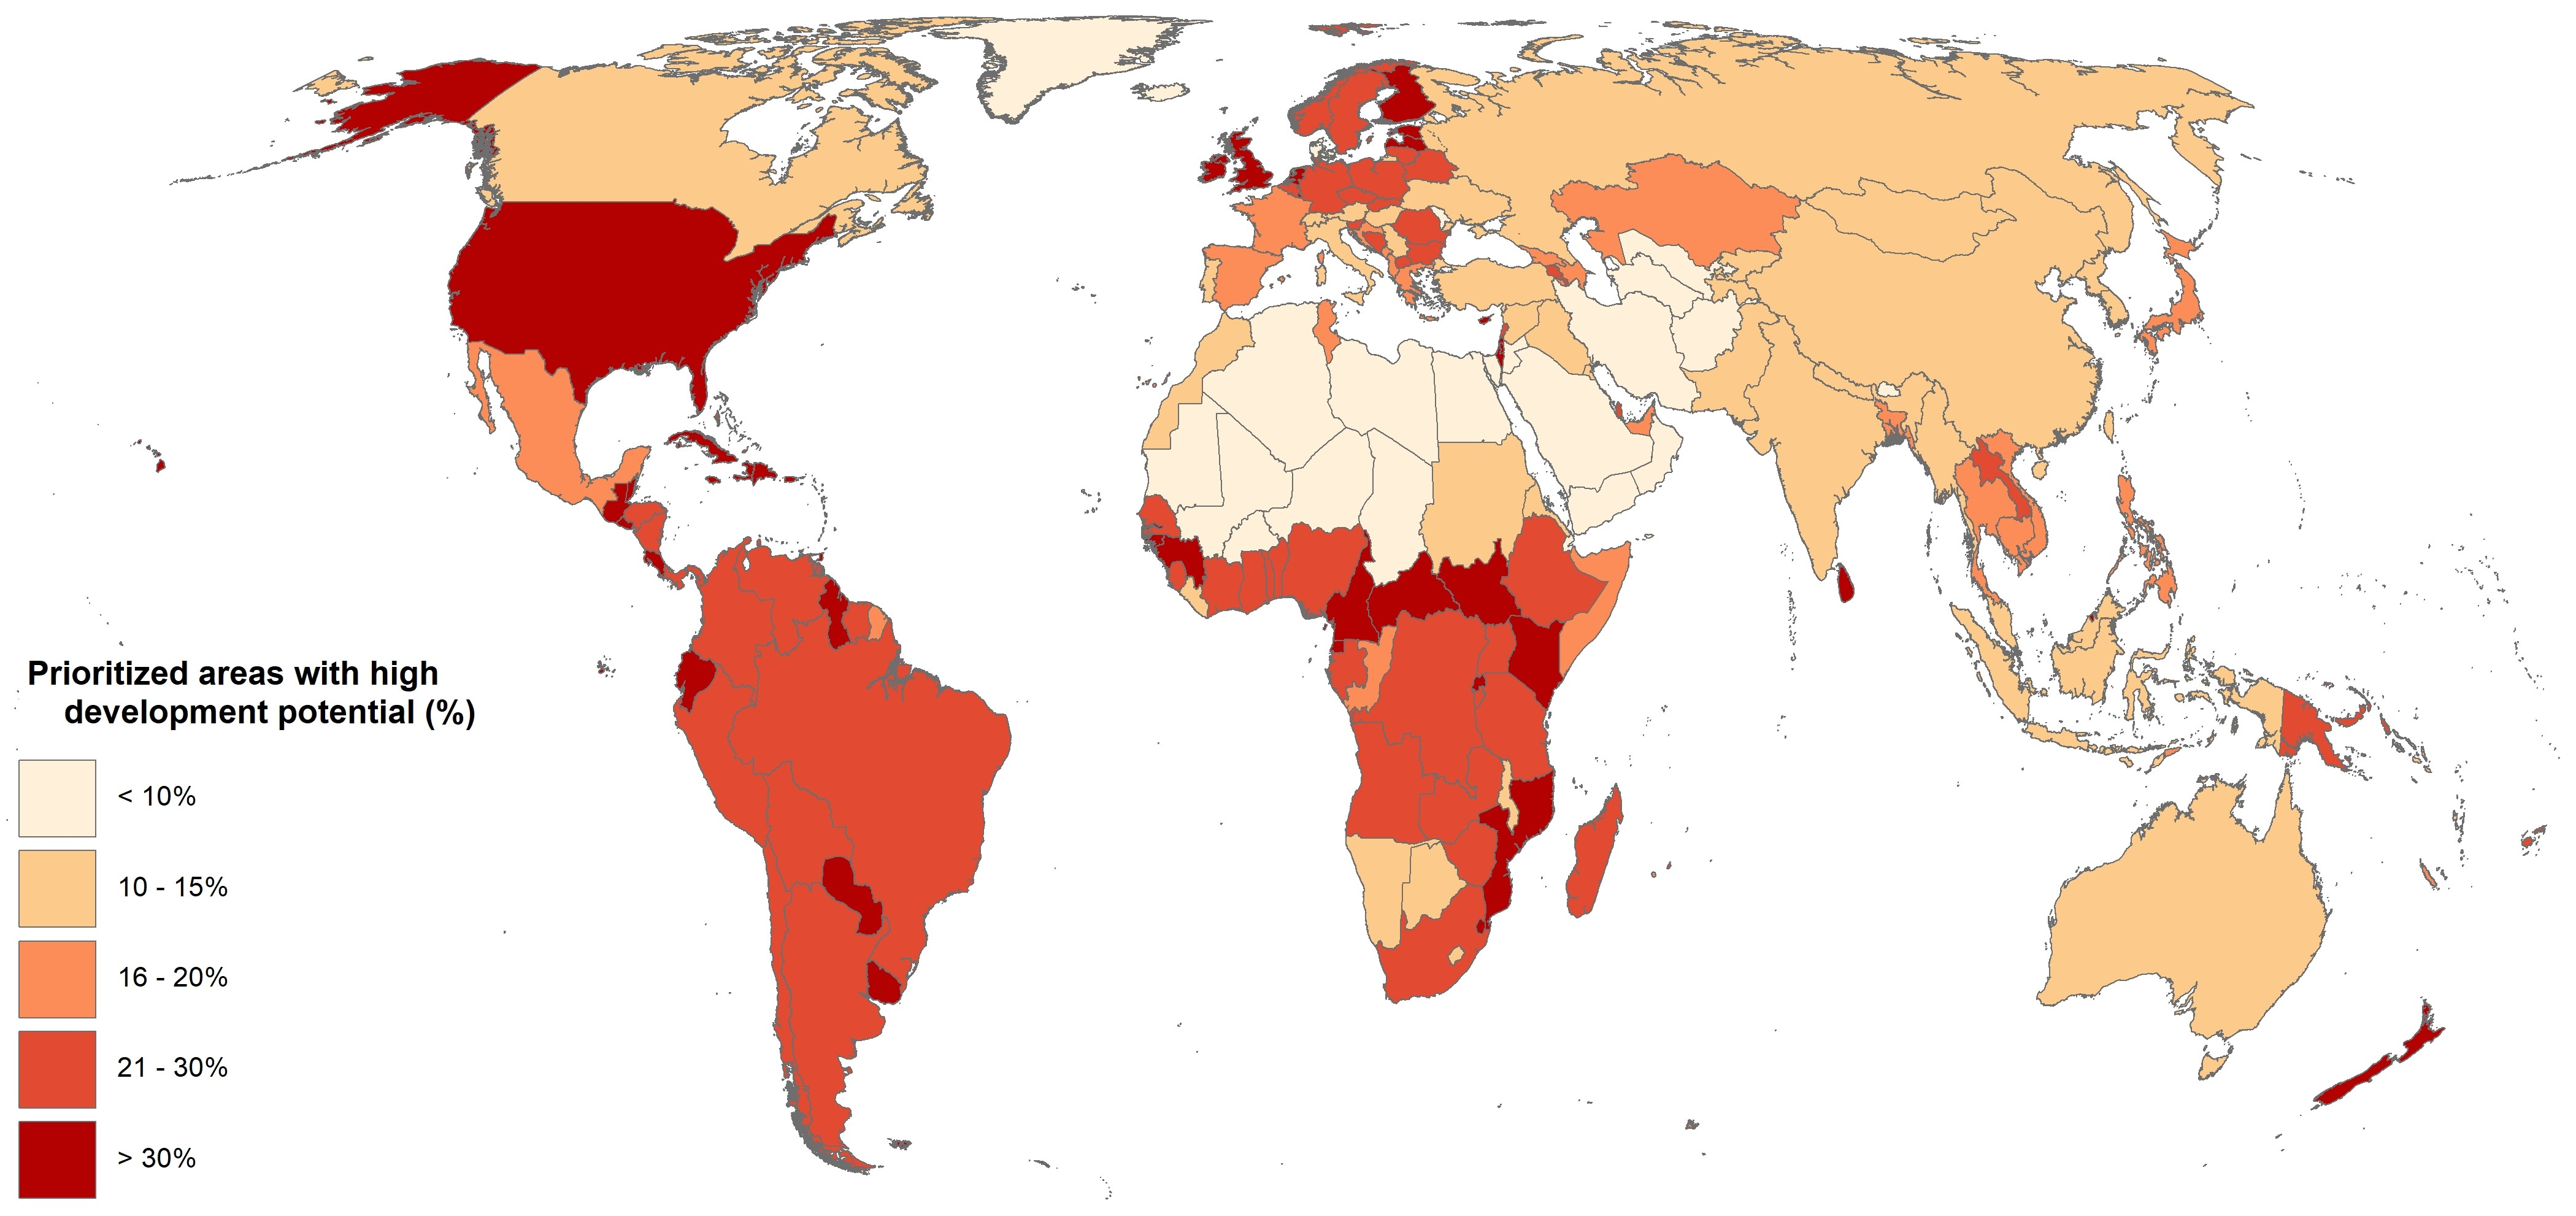 Prioritized areas with high
development potential (%)
< 10%
10 - 15%
16 - 20%
21 - 30%
> 30%